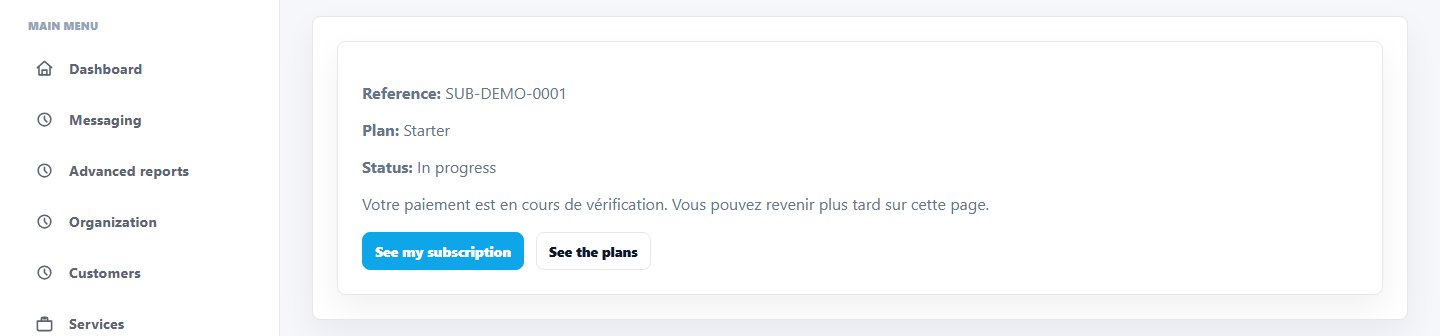 MAIN MENU
Dashboard
Messaging
Advanced reports
Organization
Customers
Services
Reference: SUB-DEMO-0001
Plan: Starter
Status: In progress
Votre paiement est en cours de vérification. Vous pouvez revenir plus tard sur cette page.
See my subscription
See the plans